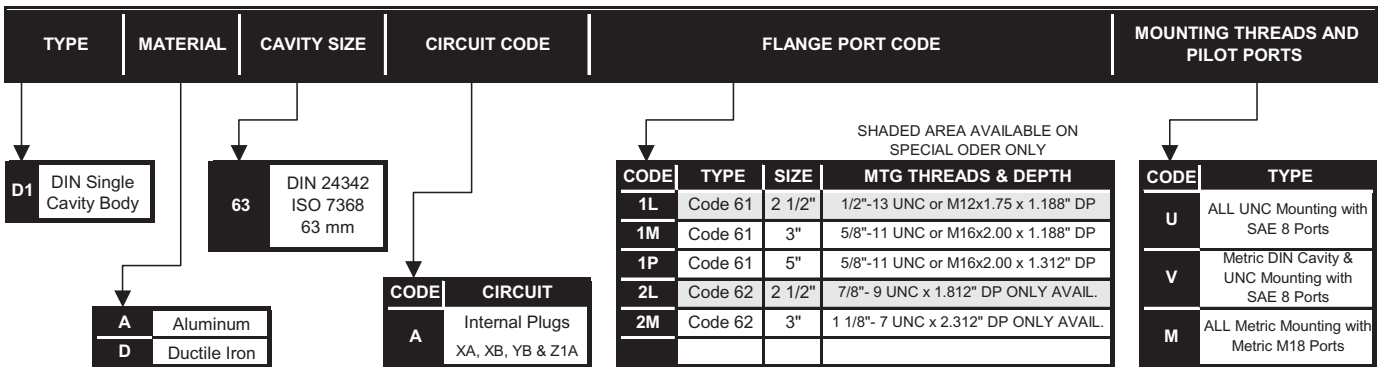 TYPE MATERIAL CAVITY SIZE CIRCUIT CODE FLANGE PORT CODE MOUNTING THREADS AND
PILOT PORTS
D1 DIN Single
Cavity Body
A Aluminum
D Ductile Iron
63 DIN 24342
ISO 7368
63 mm
CODE CIRCUIT
A Internal Plugs
XA, XB, YB & Z1A
SHADED AREA AVAILABLE ON
SPECIAL ODER ONLY
CODE TYPE SIZE MTG THREADS & DEPTH
1L Code 61 2 1/2" 1/2"-13 UNC or M12x1.75 x 1.188" DP
1M Code 61 3" 5/8"-11 UNC or M16x2.00 x 1.188" DP
1P Code 61 5" 5/8"-11 UNC or M16x2.00 x 1.312" DP
2L Code 62 2 1/2" 7/8"- 9 UNC x 1.812" DP ONLY AVAIL.
2M Code 62 3" 1 1/8"- 7 UNC x 2.312" DP ONLY AVAIL.
CODE TYPE
U ALL UNC Mounting with
SAE 8 Ports
V Metric DIN Cavity &
UNC Mounting with
SAE 8 Ports
M ALL Metric Mounting with
Metric M18 Ports